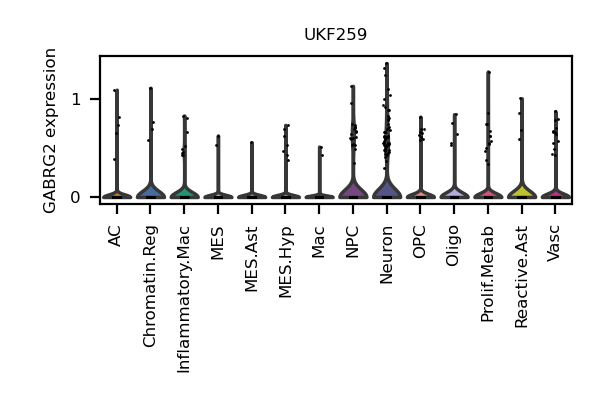 UKF259
GABRG2 expression
1
0
AC
Chromatin.Reg
Inflammatory.Mac
MES
MES.Ast
MES.Hyp
Mac
NPC
Neuron
OPC
Oligo
Prolif.Metab
Reactive.Ast
Vasc